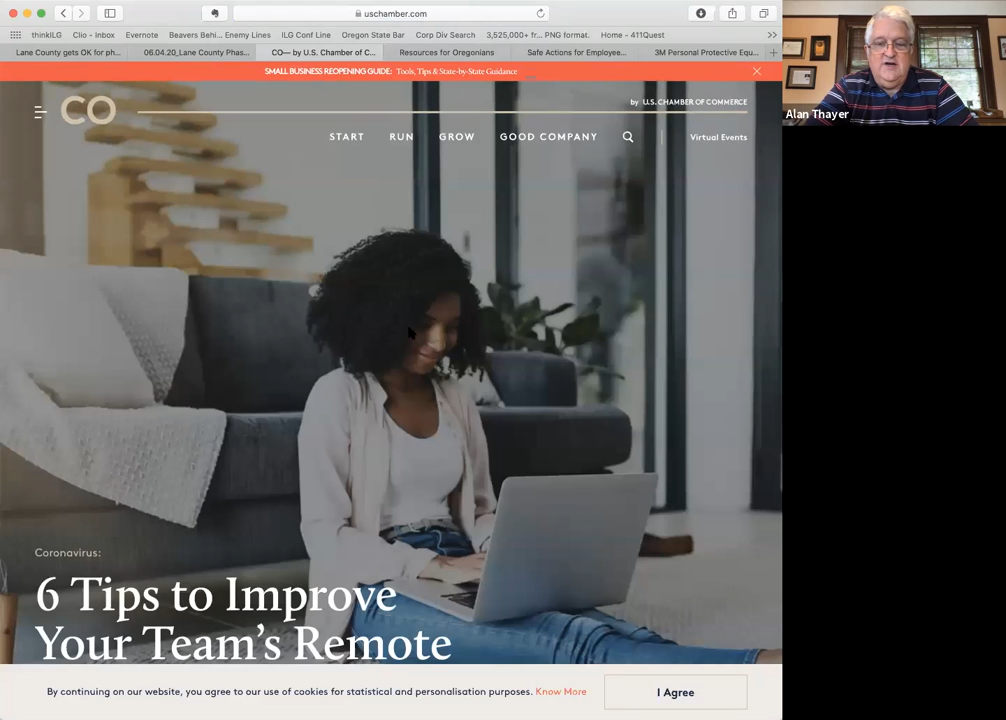 uschamber.com
thinkILG Clio - inbox Evernote Beavers Behi... Enemy Lines ILG Conf Line Oregon State Bar Corp Div Search 3,525,000+ fr... PNG format. Home - 411Quest
Lane County gets OK for ph... 06.04.20_Lane County Phas... CO— by U.S. Chamber of C... Resources for Oregonians Safe Actions for Employee... 3M Personal Protective Equ...
SMALL BUSINESS REOPENING GUIDE: Tools, Tips & State-by-State Guidance
CO
by U.S. CHAMBER OF COMMERCE
START RUN GROW GOOD COMPANY Virtual Events
Alan Thayer
Coronavirus:
6 Tips to Improve
Your Team's Remote
By continuing on our website, you agree to our use of cookies for statistical and personalisation purposes. Know More
I Agree